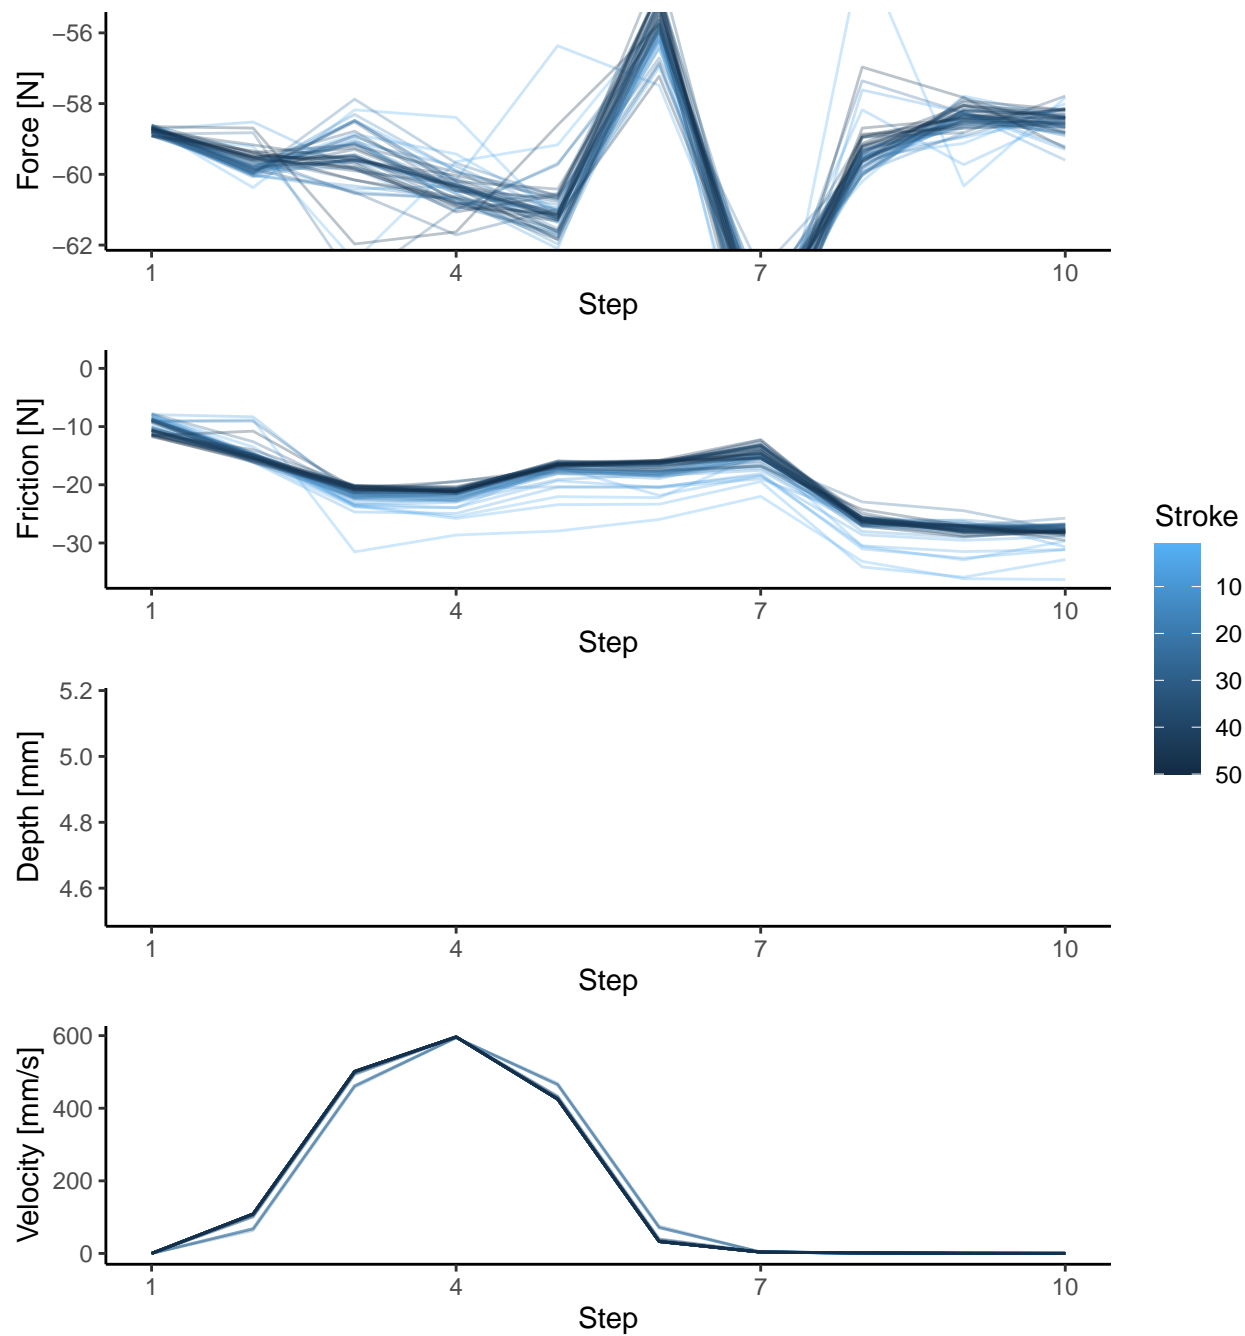 Force [N]
−56
−58
−60
−62
1 4 7 10
Step
Friction [N]
0
−10
−20
−30
1 4 7 10
Step
Stroke
10
20
30
40
50
Depth [mm]
5.2
5.0
4.8
4.6
1 4 7 10
Step
Velocity [mm/s]
600
400
200
0
1 4 7 10
Step